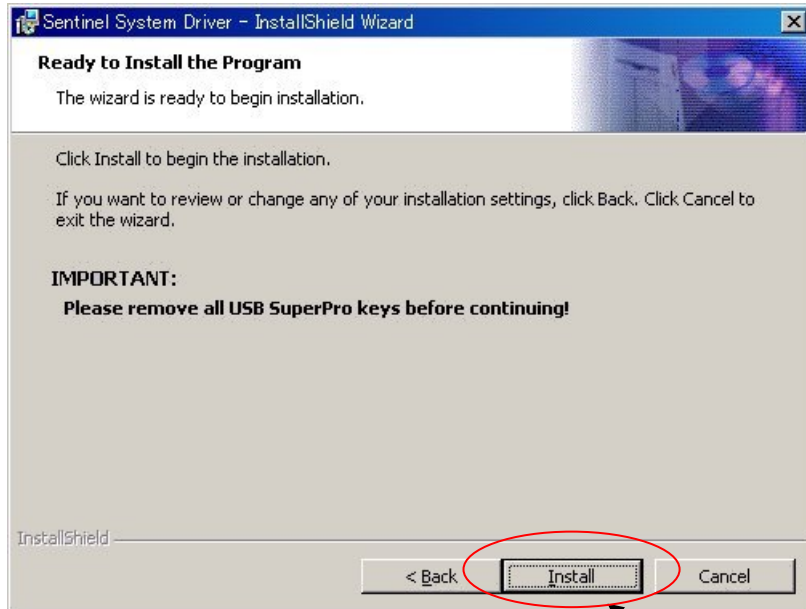 Sentinel System Driver - InstallShield Wizard
Ready to Install the Program
The wizard is ready to begin installation.
Click Install to begin the installation.
If you want to review or change any of your installation settings, click Back. Click Cancel to
exit the wizard.
IMPORTANT:
Please remove all USB SuperPro keys before continuing!
InstallShield
< Back
Install
Cancel